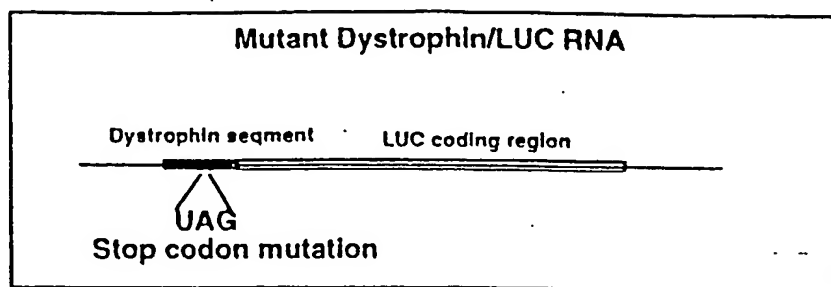 Mutant Dystrophin/LUC RNA
Dystrophin seqment LUC coding region
UAG
Stop codon mutation